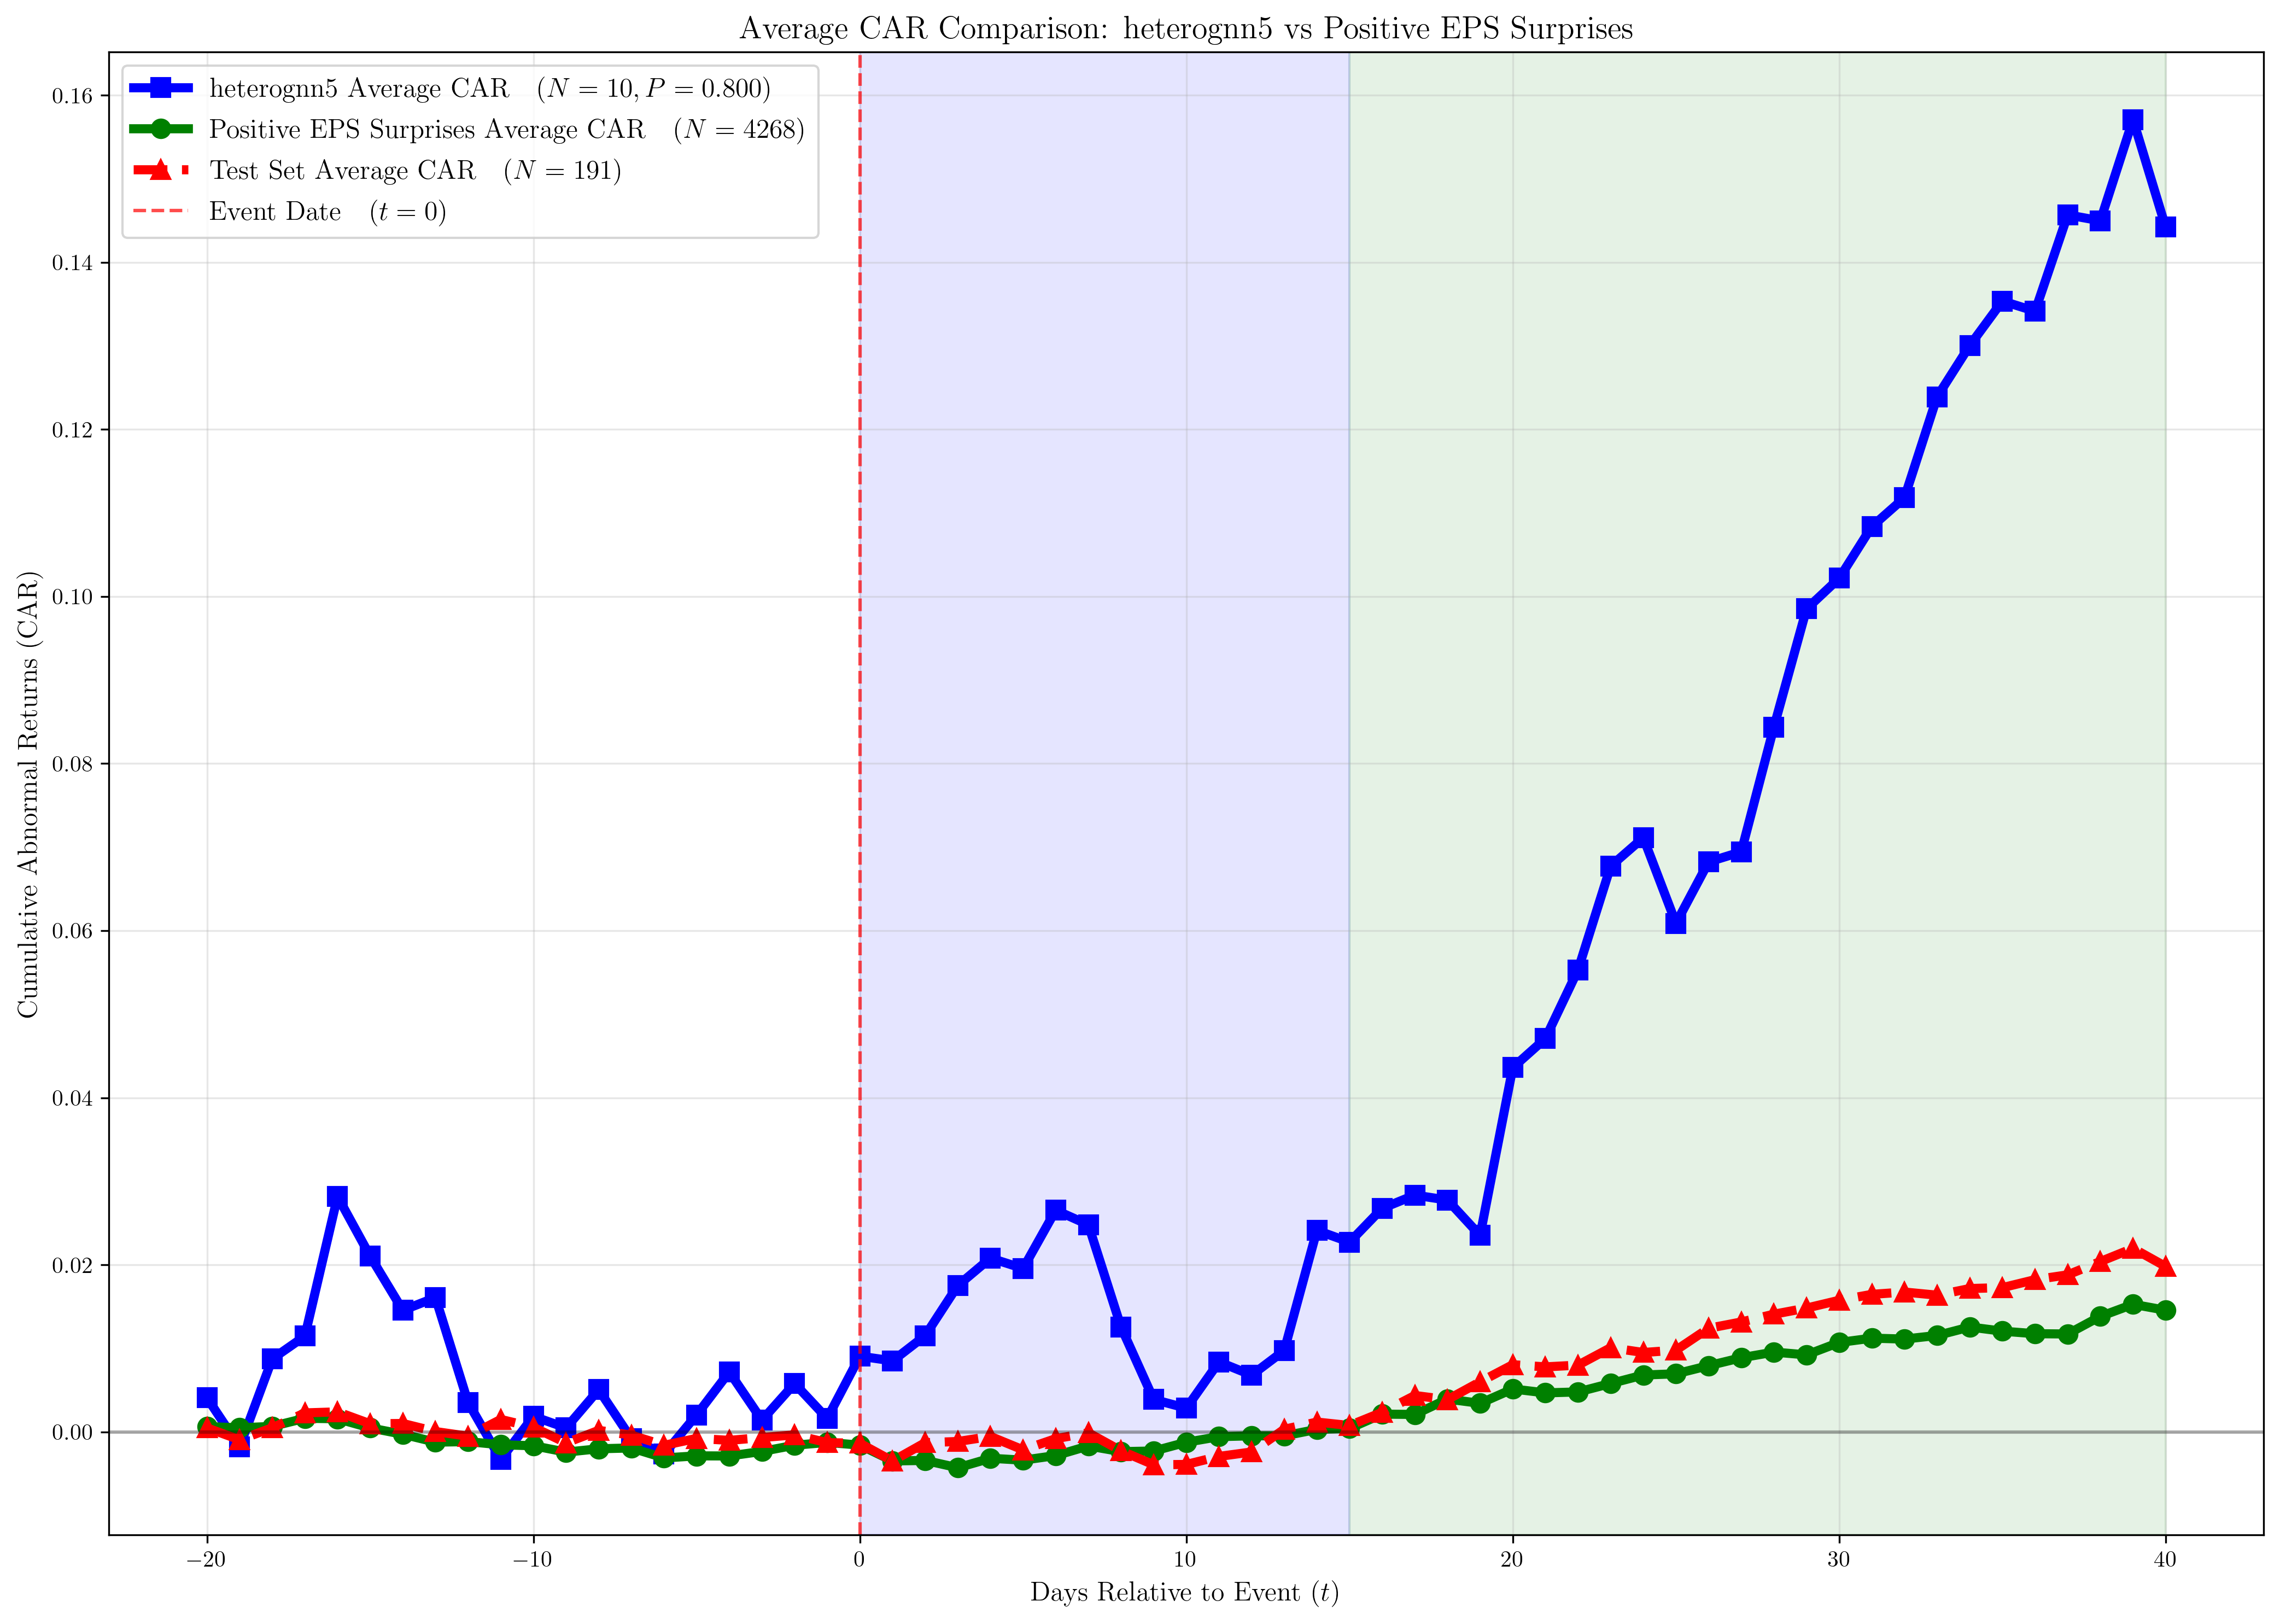 Average CAR Comparison: heterognn5 vs Positive EPS Surprises
heterognn5 Average CAR (N = 10, P = 0.800)
Positive EPS Surprises Average CAR (N = 4268)
Test Set Average CAR (N = 191)
Event Date (t = 0)
Cumulative Abnormal Returns (CAR)
0.16
0.14
0.12
0.10
0.08
0.06
0.04
0.02
0.00
−20
−10
0
10
20
30
40
Days Relative to Event (t)